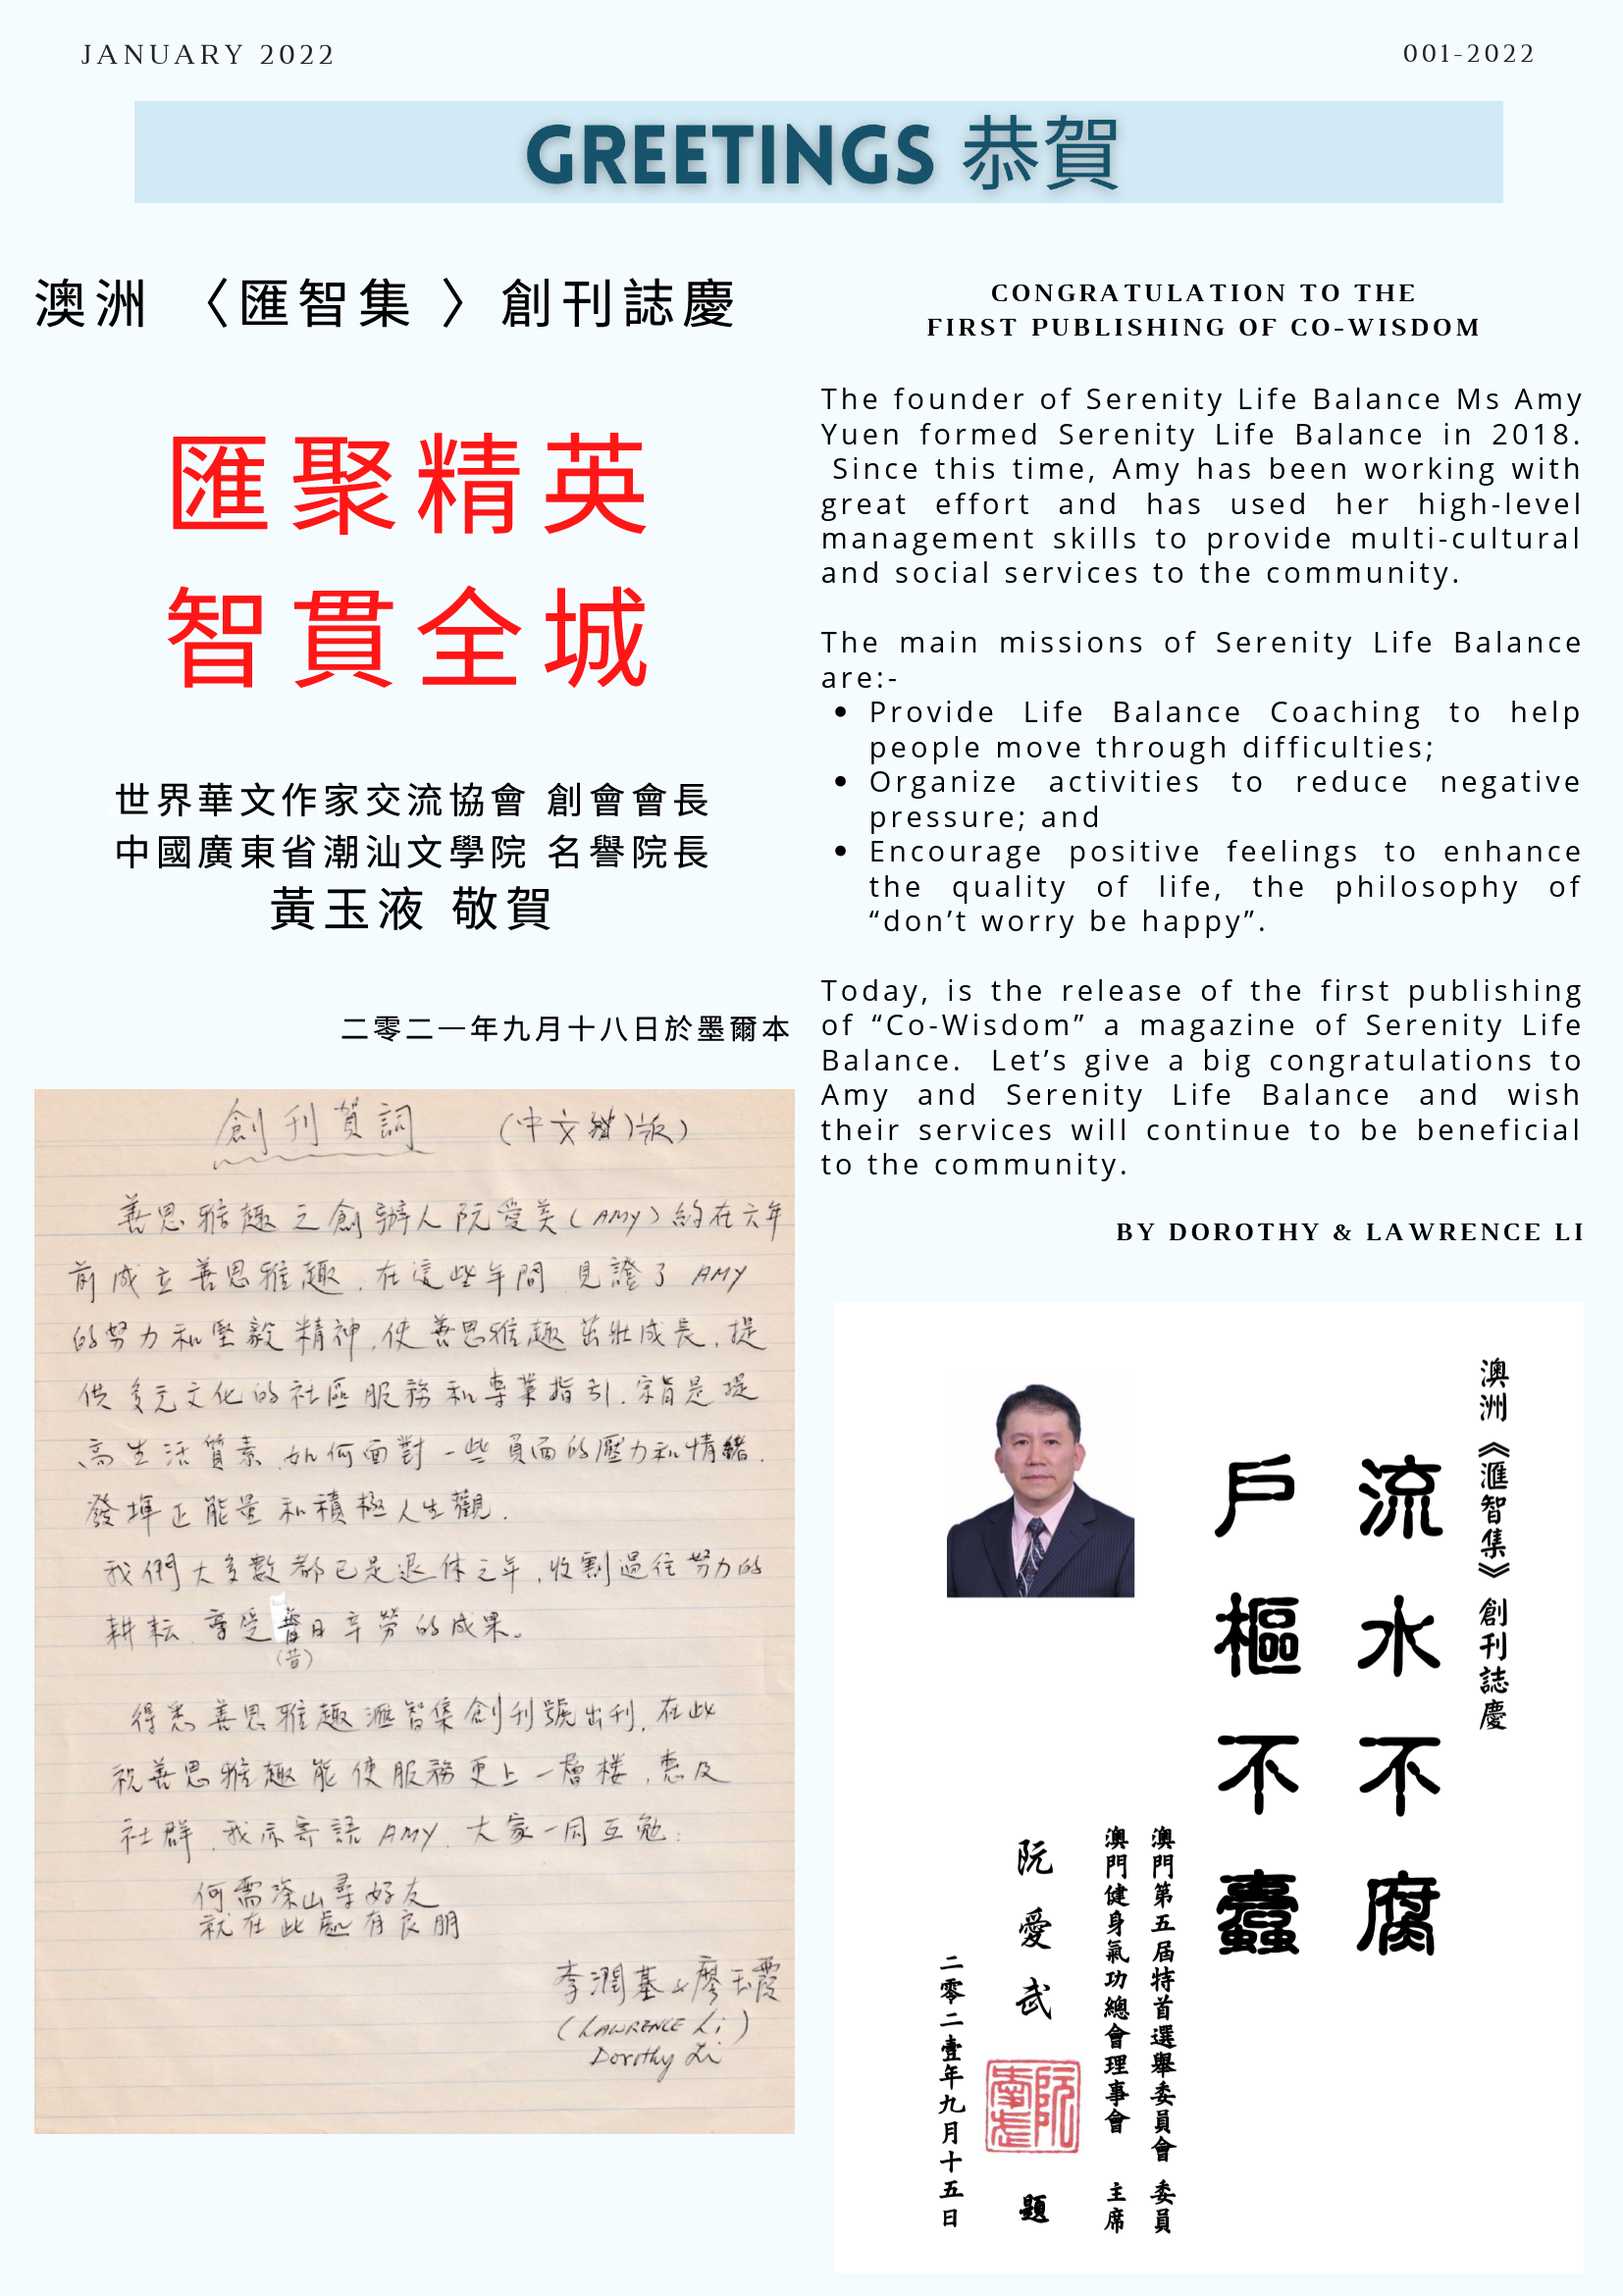 JANUARY 2022
001-2022
GREETINGS 恭賀
澳洲 〈匯智集 〉創刊誌慶
匯聚精英
智貫全城
世界華文作家交流協會 創會會長
中國廣東省潮汕文學院 名譽院長
黃玉液 敬賀
二零二一年九月十八日於墨爾本
創刊賀詞 (中文版)
善思雅趣之創辦人阮愛美(AMY)約在六年
前成立善思雅趣,在這些年間,見證了 AMY
的努力和堅毅精神,使善思雅趣茁壯成長,提
供多元文化的社區服務和專業指引.宗旨是提
高生活質素,如何面對一些負面的壓力和情緒,
發揮正能量和積極人生觀.
我們大多數都已是退休之年,收割過往努力的
耕耘,享受昔日辛勞的成果。
(昔)
得悉善思雅趣滙智集創刊號出刊,在此
祝善思雅趣能使服務更上一層樓,惠及
社群,我亦寄語 AMY,大家一同互勉:
何需深山尋好友
就在此處有良朋
李潤基&廖玉霞
(LAWRENCE Li)
Dorothy Li
CONGRATULATION TO THE
FIRST PUBLISHING OF CO-WISDOM
The founder of Serenity Life Balance Ms Amy
Yuen formed Serenity Life Balance in 2018.
Since this time, Amy has been working with
great effort and has used her high-level
management skills to provide multi-cultural
and social services to the community.
The main missions of Serenity Life Balance
are:-
• Provide Life Balance Coaching to help
people move through difficulties;
• Organize activities to reduce negative
pressure; and
• Encourage positive feelings to enhance
the quality of life, the philosophy of
“don’t worry be happy”.
Today, is the release of the first publishing
of “Co-Wisdom” a magazine of Serenity Life
Balance. Let’s give a big congratulations to
Amy and Serenity Life Balance and wish
their services will continue to be beneficial
to the community.
BY DOROTHY & LAWRENCE LI
澳洲《滙智集》創刊誌慶
流水不腐
戶樞不蠹
澳門第五屆特首選舉委員會 委員
澳門健身氣功總會理事會 主席
阮愛武 題
二零二壹年九月十五日